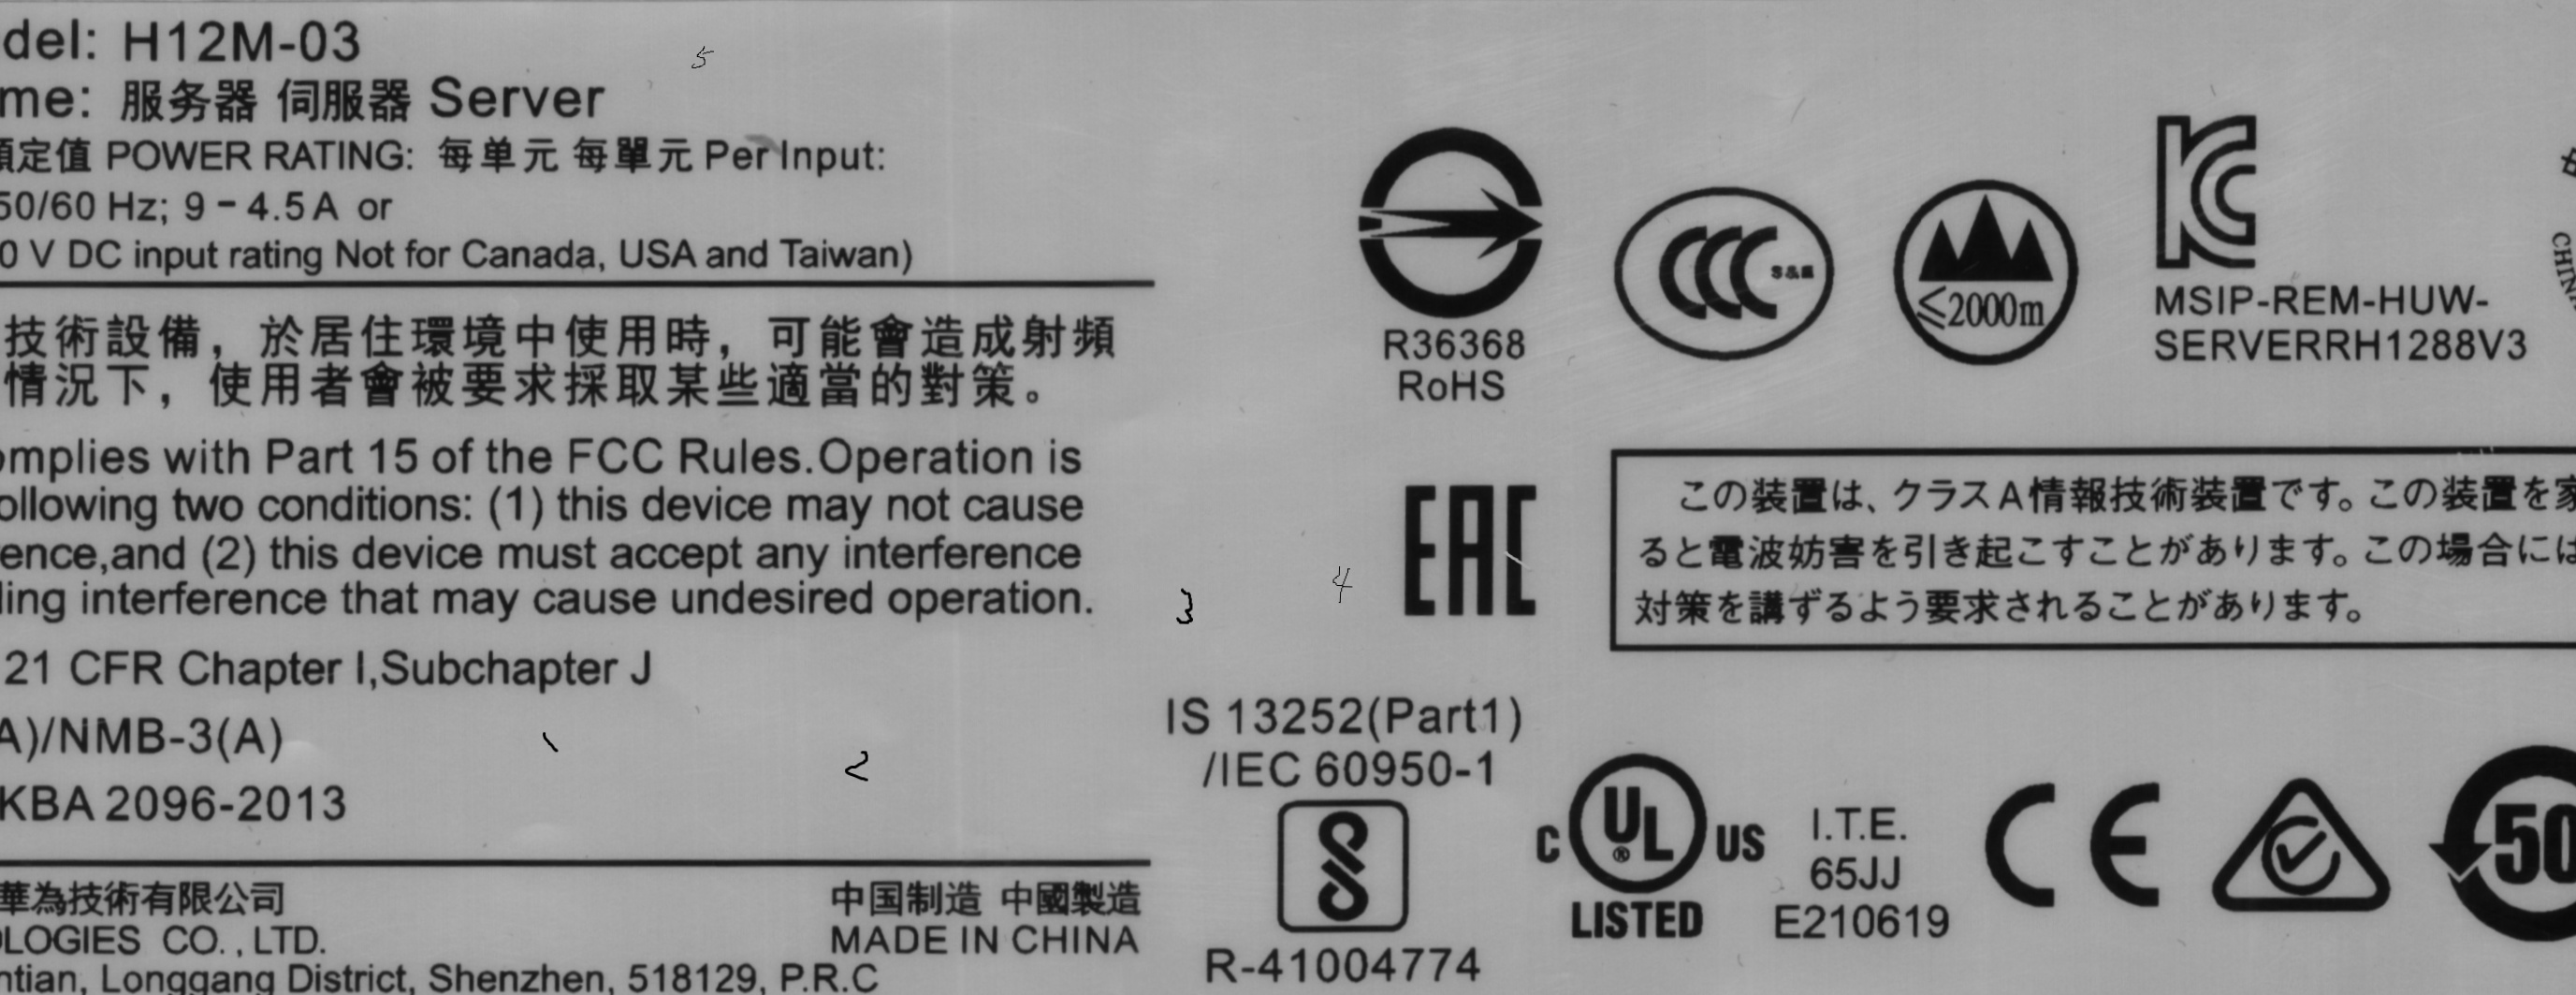 del: H12M-03
5
me: 服务器 伺服器 Server
定值 POWER RATING: 每单元 每單元 Per Input:
50/60 Hz; 9 - 4.5 A or
0 V DC input rating Not for Canada, USA and Taiwan)
技術設備，於居住環境中使用時，可能會造成射頻
情況下，使用者會被要求採取某些適當的對策。
omplies with Part 15 of the FCC Rules.Operation is
ollowing two conditions: (1) this device may not cause
ence,and (2) this device must accept any interference
ling interference that may cause undesired operation.
21 CFR Chapter I,Subchapter J
A)/NMB-3(A)
KBA 2096-2013
1
2
3
4
華為技術有限公司
OLOGIES CO., LTD.
中国制造 中國製造
MADE IN CHINA
ntian, Longgang District, Shenzhen, 518129, P.R.C
R36368
RoHS
CCC S&E
≤2000m
KC
MSIP-REM-HUW-
SERVERRH1288V3
CHIN
EAC
この装置は、クラスA情報技術装置です。この装置を家
ると電波妨害を引き起こすことがあります。この場合には
対策を講ずるよう要求されることがあります。
IS 13252(Part1)
/IEC 60950-1
R-41004774
C UL® US
LISTED
I.T.E.
65JJ
E210619
CE
50